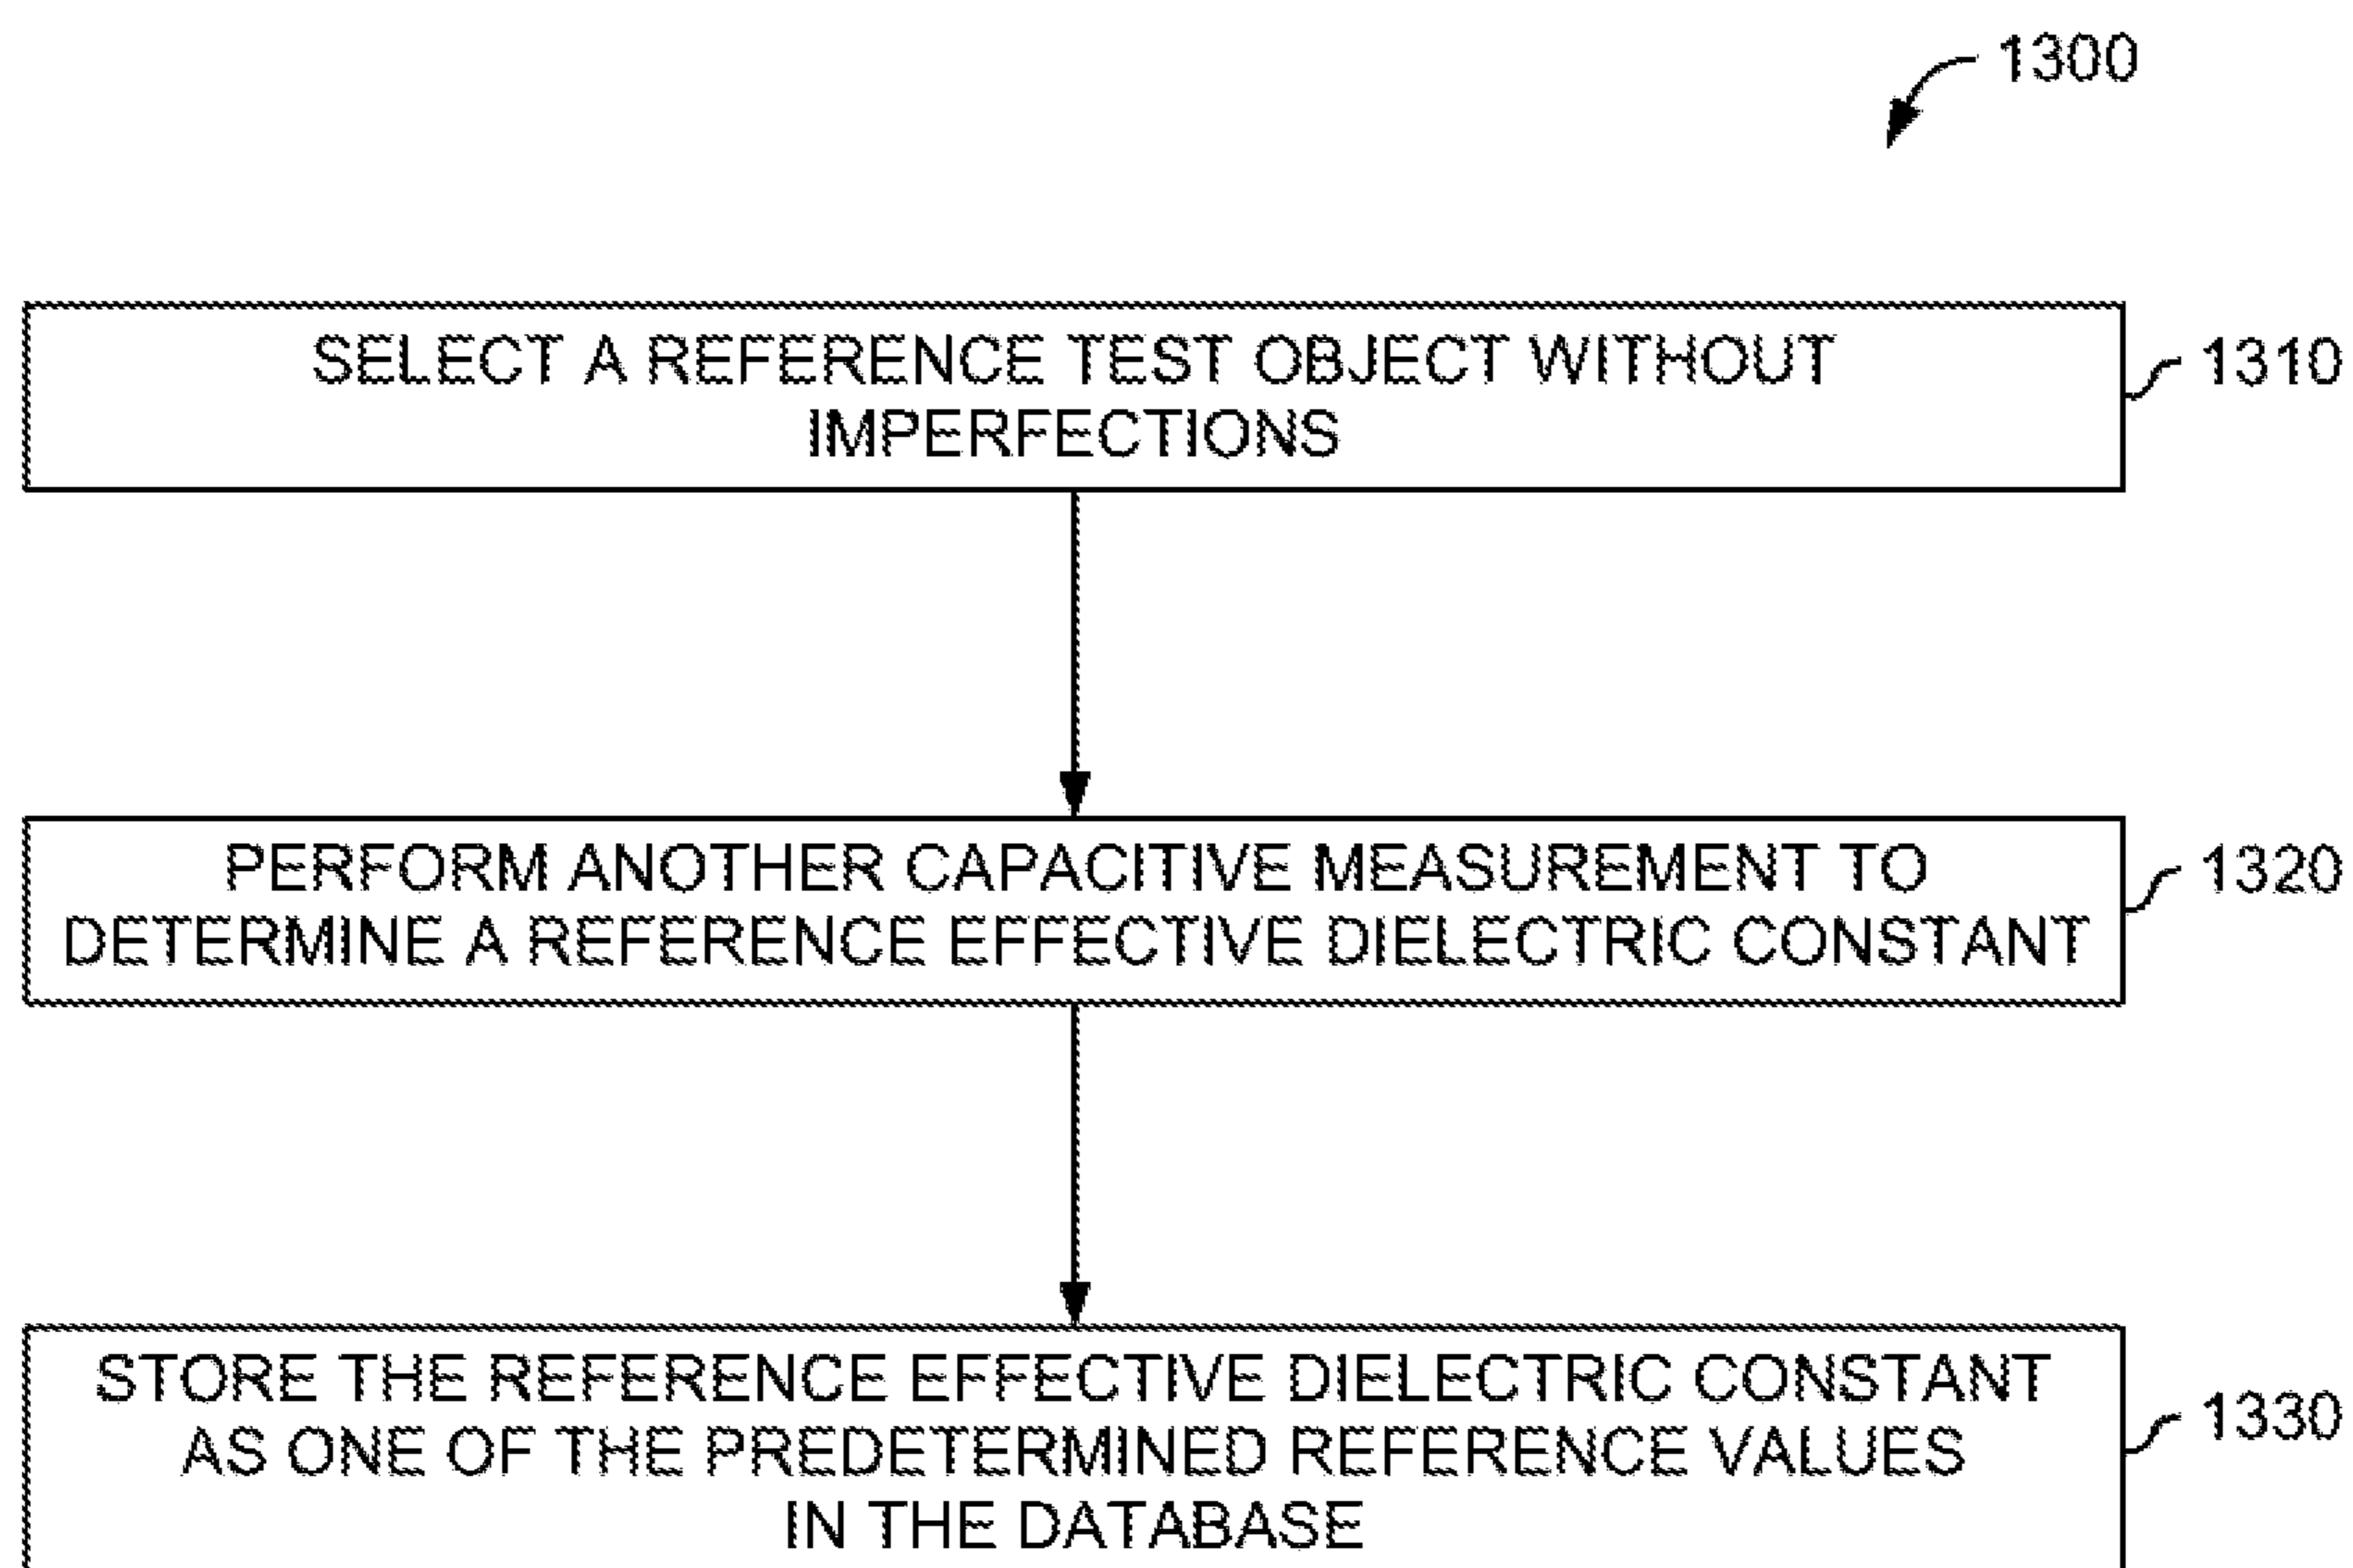 1300
SELECT A REFERENCE TEST OBJECT WITHOUT
IMPERFECTIONS
1310
PERFORM ANOTHER CAPACITIVE MEASUREMENT TO
DETERMINE A REFERENCE EFFECTIVE DIELECTRIC CONSTANT
1320
STORE THE REFERENCE EFFECTIVE DIELECTRIC CONSTANT
AS ONE OF THE PREDETERMINED REFERENCE VALUES
IN THE DATABASE
1330